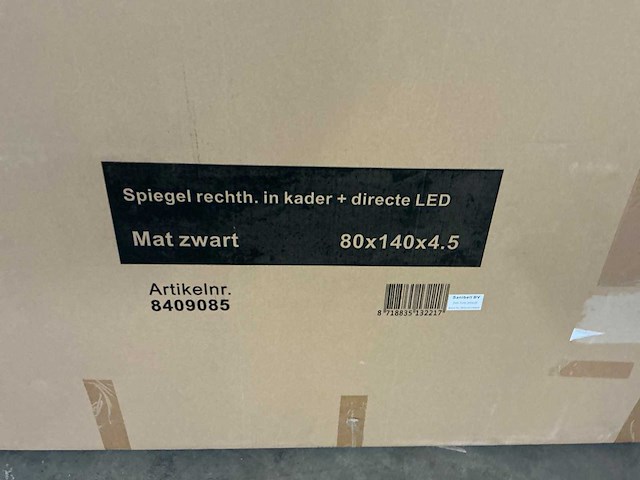 Spiegel rechth. in kader + directe LED
Mat zwart 80x140x4.5
Artikelnr.
8409085
8 718835 132217